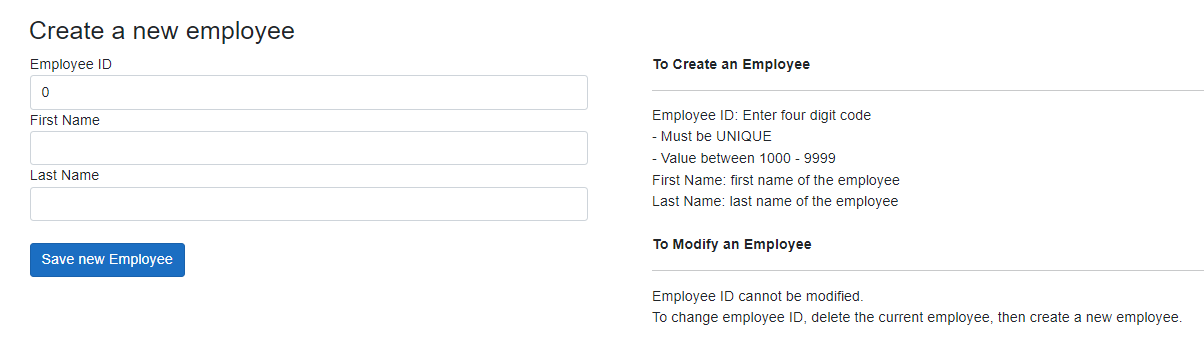 Create a new employee
Employee ID
0
First Name
Last Name
Save new Employee
To Create an Employee
Employee ID: Enter four digit code
- Must be UNIQUE
- Value between 1000 - 9999
First Name: first name of the employee
Last Name: last name of the employee
To Modify an Employee
Employee ID cannot be modified.
To change employee ID, delete the current employee, then create a new employee.